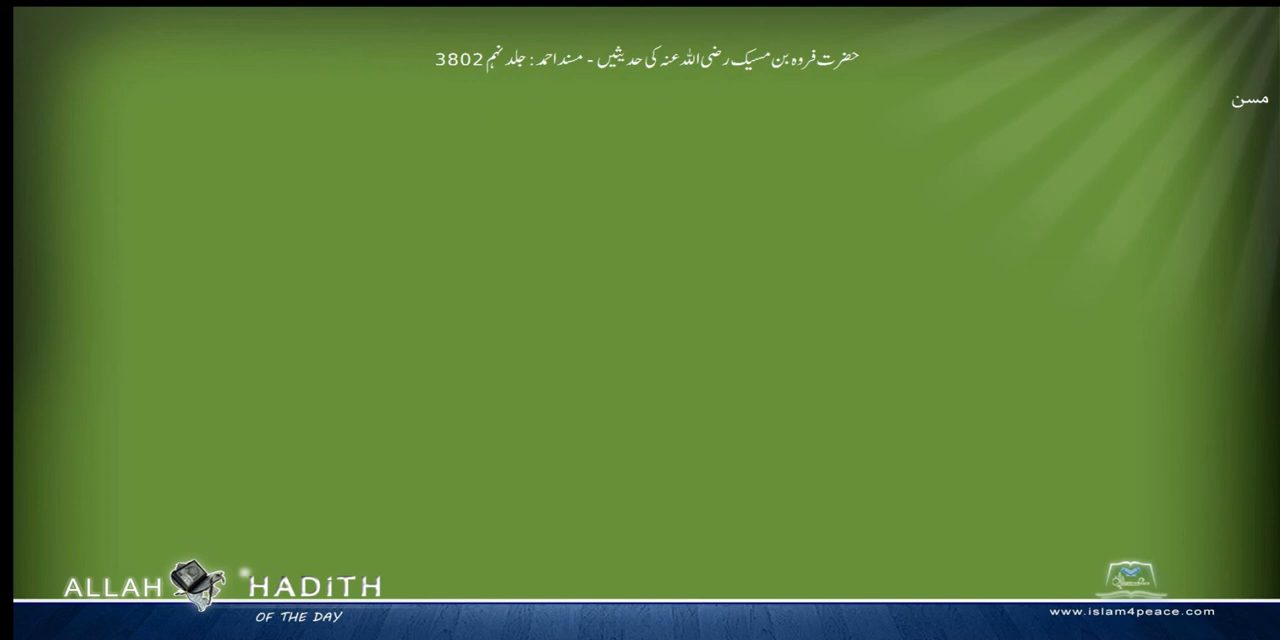 حضرت فروہ بن مسیک رضی اللہ عنہ کی حدیثیں - مسند احمد : جلد نہم 3802
مسن
ALLAH HADITH
OF THE DAY
www.islam4peace.com